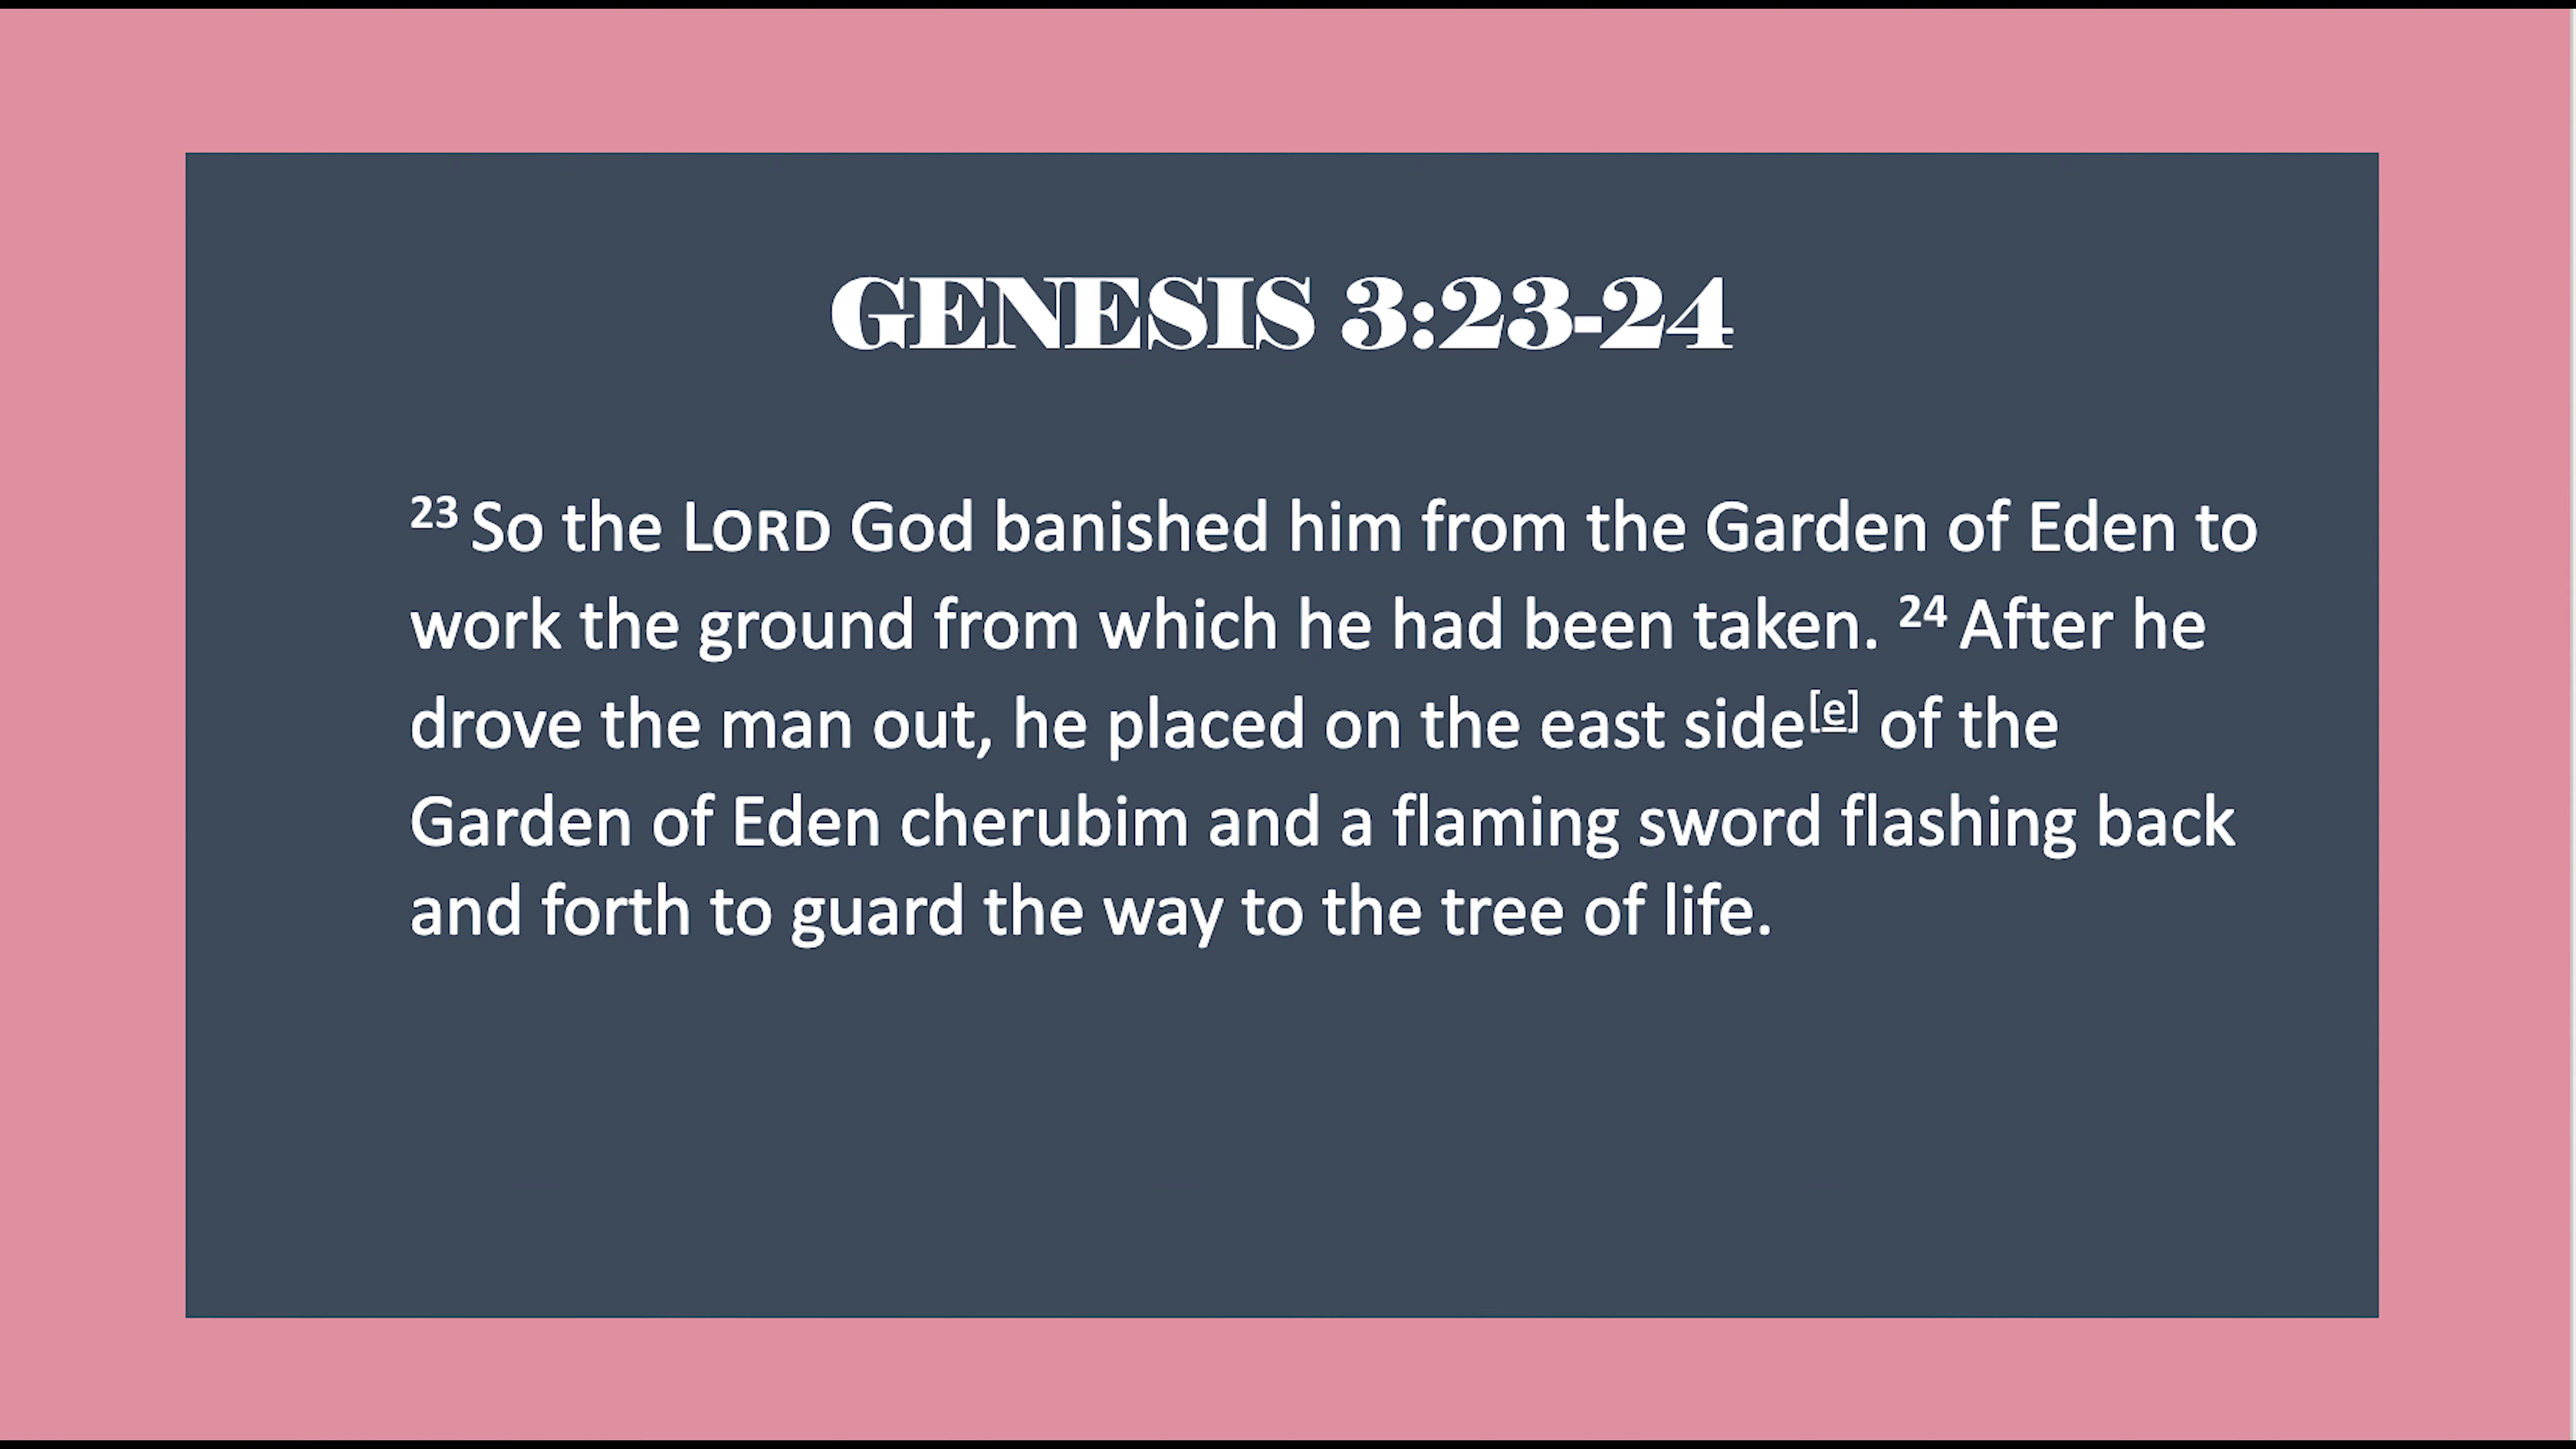 GENESIS 3:23-24
23 So the LORD God banished him from the Garden of Eden to
work the ground from which he had been taken. 24 After he
drove the man out, he placed on the east side[e] of the
Garden of Eden cherubim and a flaming sword flashing back
and forth to guard the way to the tree of life.